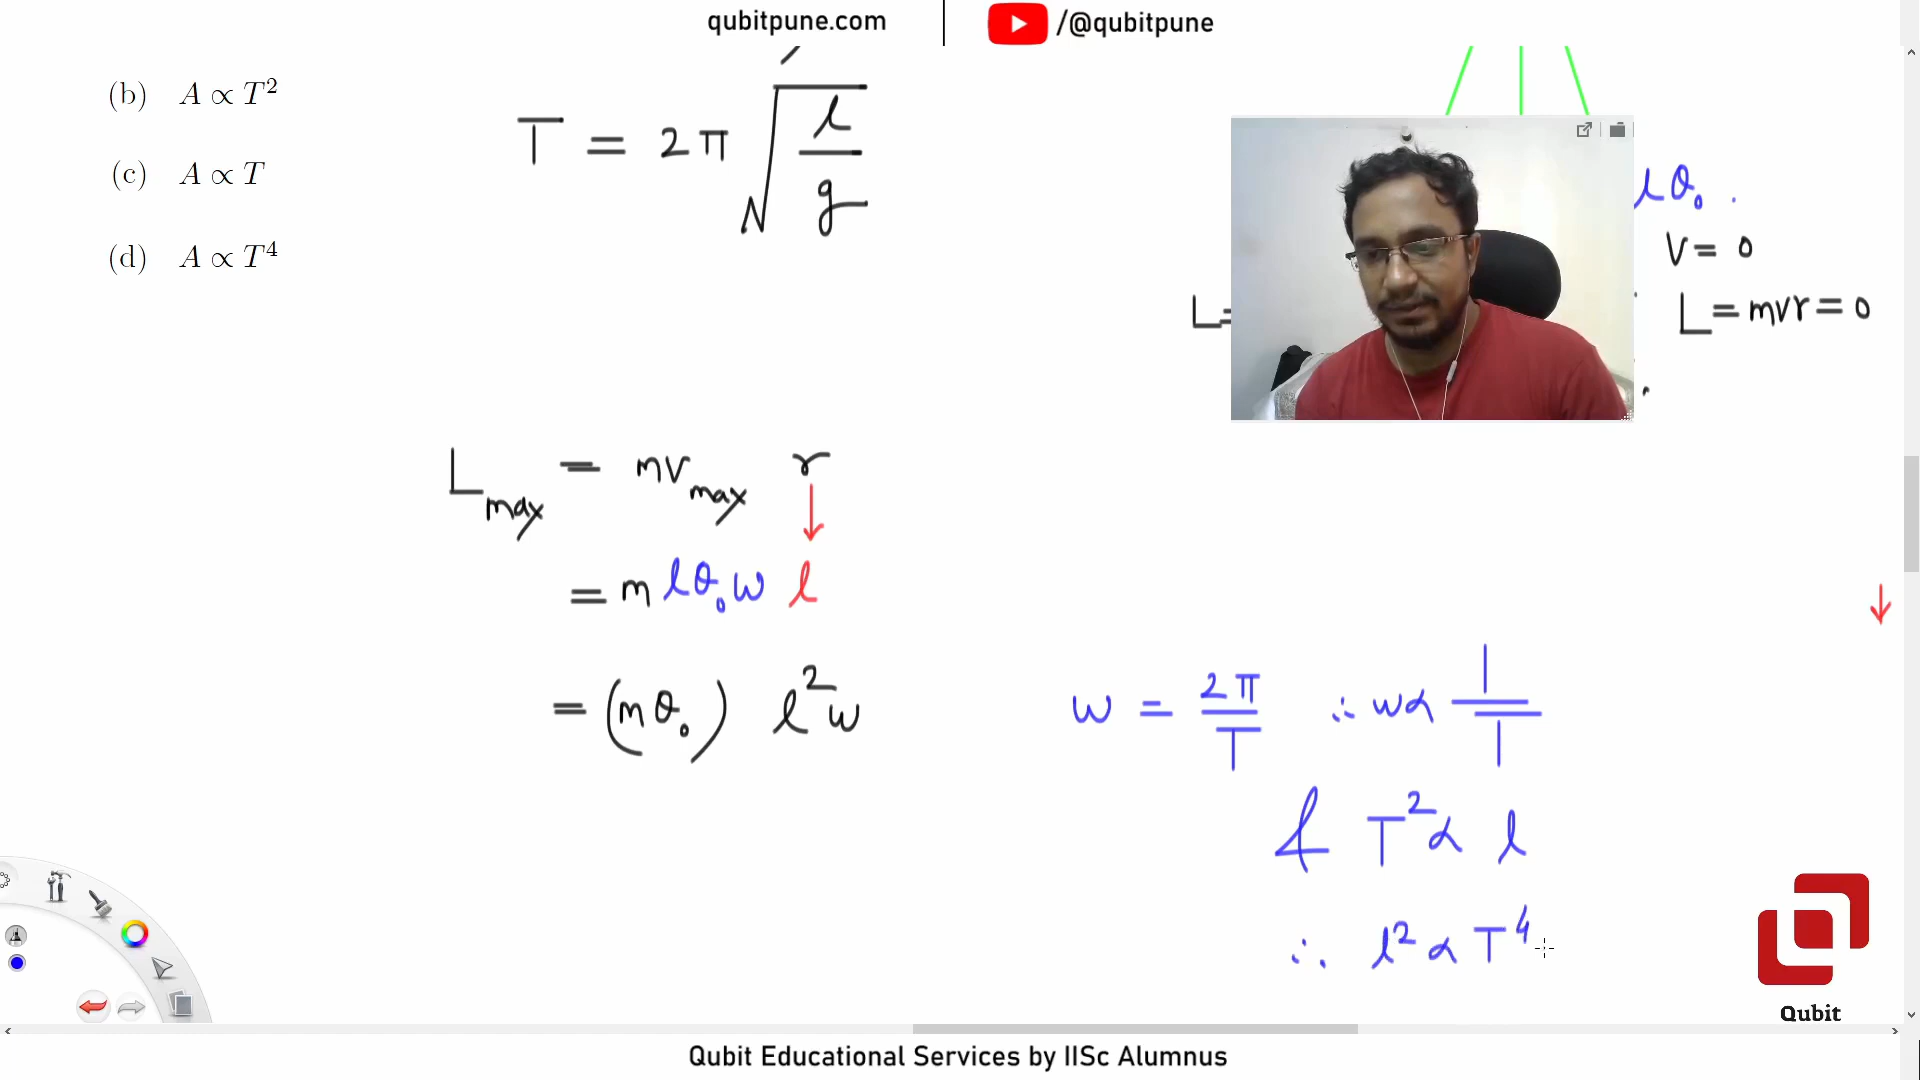 qubitpune.com | /@qubitpune
(b) A ∝ T²
(c) A ∝ T
(d) A ∝ T⁴
T = 2π √(l/g)
lθ₀.
V = 0
L=
L = mvr = 0
L_max = mv_max r
↓
= m lθ₀ω l
= (mθ₀) l²ω
ω = 2π/T ∴ ω ∝ 1/T
& T² ∝ l
∴ l² ∝ T⁴
Qubit
Qubit Educational Services by IISc Alumnus